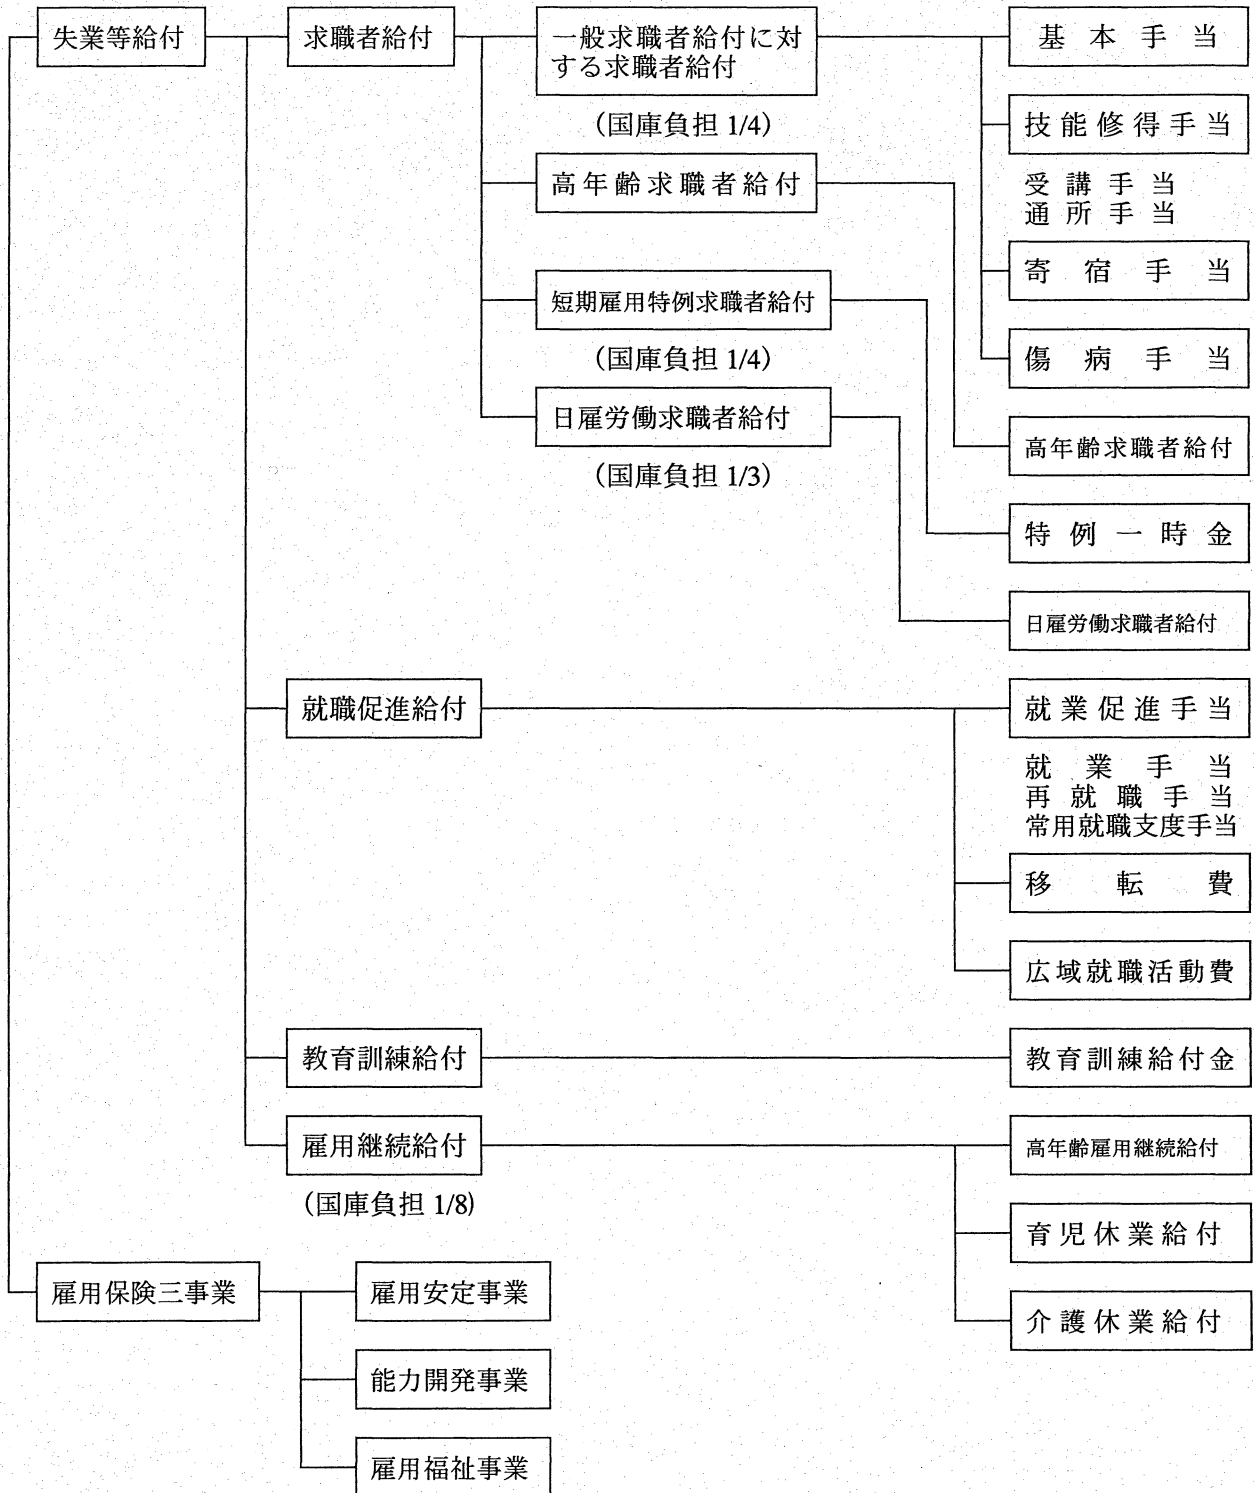 失業等給付
求職者給付
一般求職者給付に対
する求職者給付
(国庫負担 1/4)
高年齢求職者給付
短期雇用特例求職者給付
(国庫負担 1/4)
日雇労働求職者給付
(国庫負担 1/3)
基本手当
技能修得手当
受講手当
通所手当
寄宿手当
傷病手当
高年齢求職者給付
特例一時金
日雇労働求職者給付
就職促進給付
就業促進手当
就業手当
再就職手当
常用就職支度手当
移転費
広域就職活動費
教育訓練給付
教育訓練給付金
雇用継続給付
(国庫負担 1/8)
高年齢雇用継続給付
育児休業給付
介護休業給付
雇用保険三事業
雇用安定事業
能力開発事業
雇用福祉事業